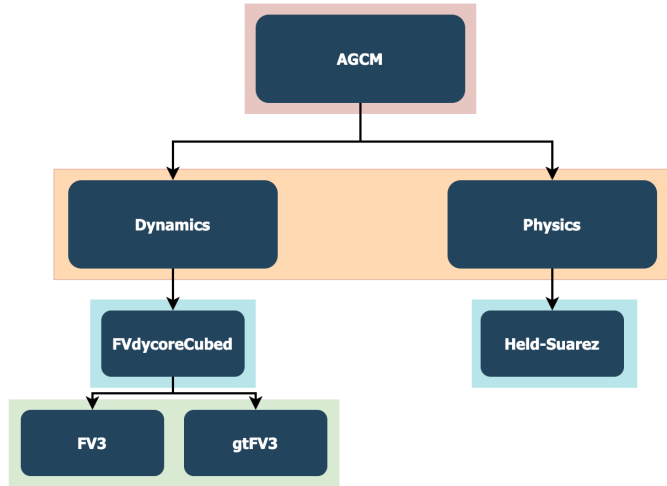 AGCM
Dynamics
Physics
FVdycoreCubed
Held-Suarez
FV3
gtFV3